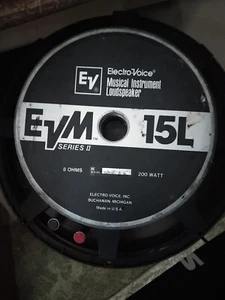 EV
Electro-Voice®
Musical Instrument
Loudspeaker
EVM™ 15L
SERIES II
8 OHMS
200 WATT
ELECTRO-VOICE, INC
BUCHANAN, MICHIGAN
Made in U.S.A.